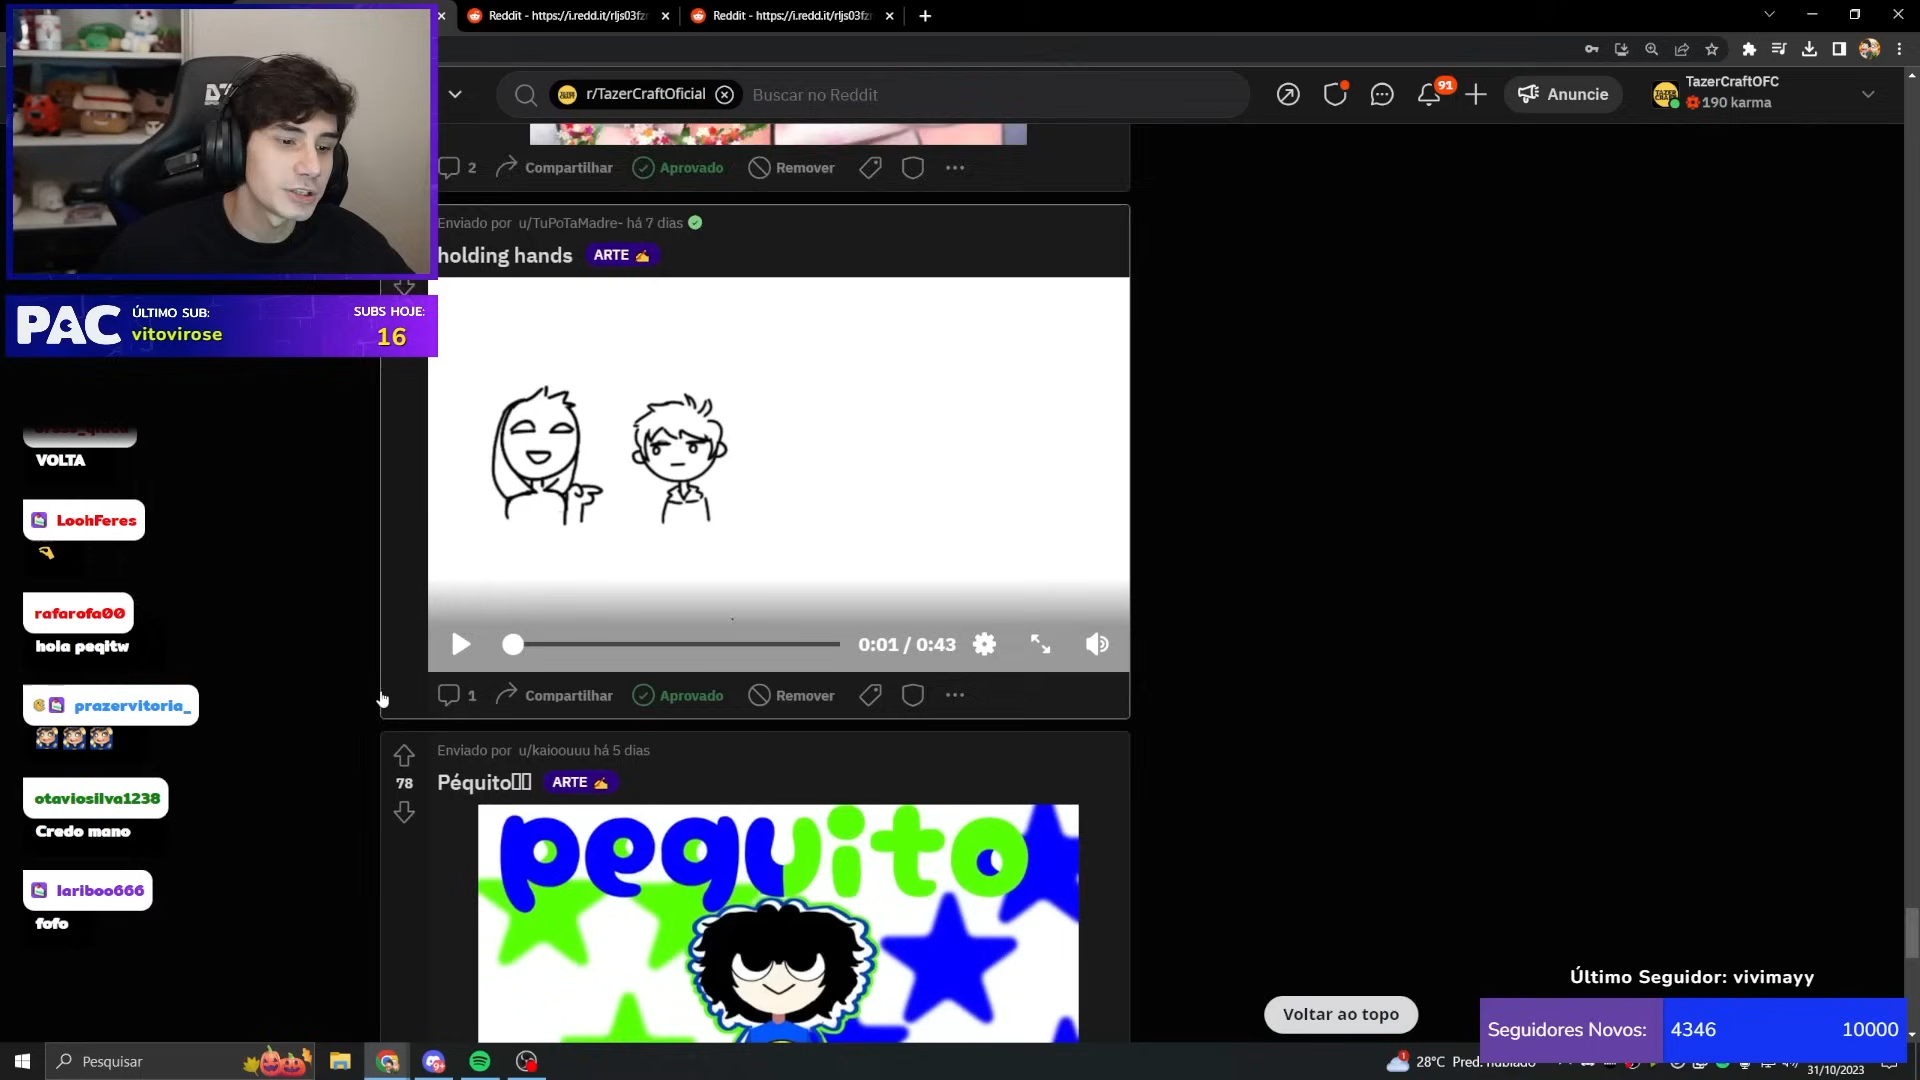 Reddit - https://i.redd.it/rljs03fzr
Reddit - https://i.redd.it/rljs03fzr
r/TazerCraftOficial
Buscar no Reddit
91
Anuncie
TazerCraftOFC
190 karma
2
Compartilhar
Aprovado
Remover
Enviado por u/TuPoTaMadre- há 7 dias
holding hands
ARTE
PAC
ÚLTIMO SUB:
vitovirose
SUBS HOJE:
16
VOLTA
LoohFeres
rafarofa00
hola peqitw
prazervitoria_
otaviosilva1238
Credo mano
lariboo666
fofo
0:01 / 0:43
1
Compartilhar
Aprovado
Remover
Enviado por u/kaioouuu há 5 dias
78
Péquito
ARTE
pequito
Voltar ao topo
Último Seguidor: vivimayy
Seguidores Novos:
4346
10000
Pesquisar
28°C
31/10/2023